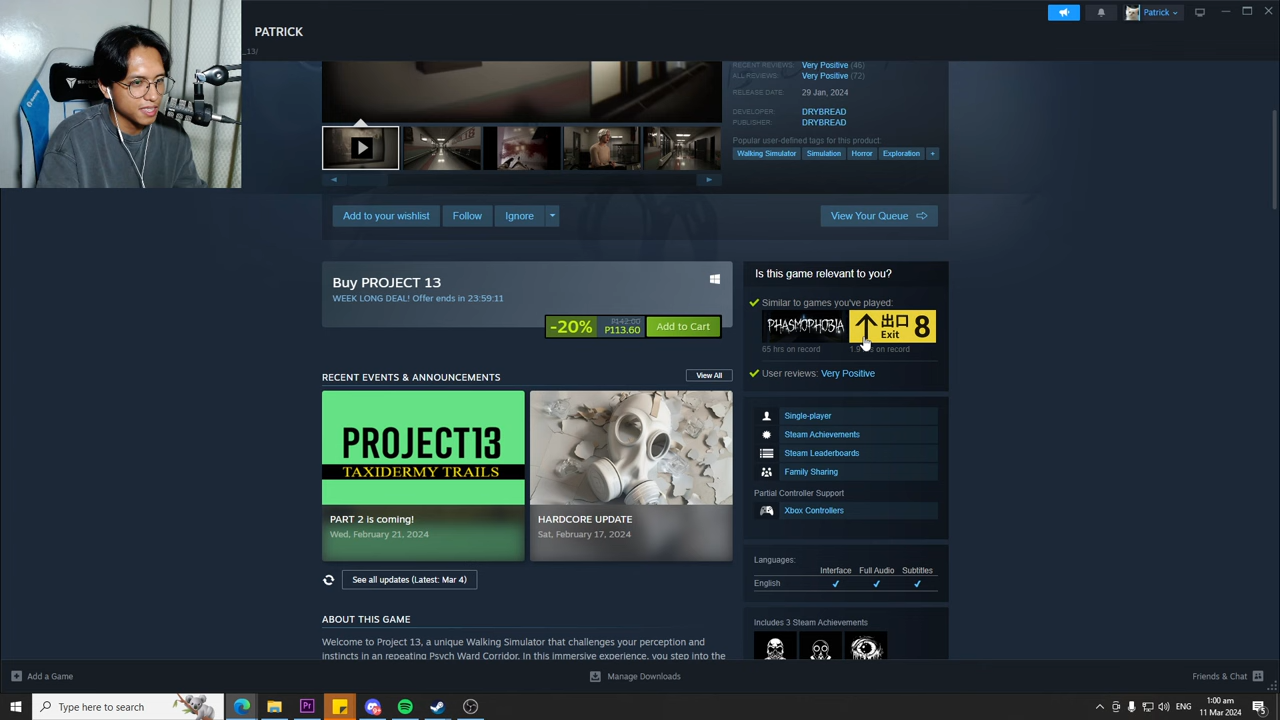 Patrick
PATRICK
_13/
RECENT REVIEWS: Very Positive (46)
ALL REVIEWS: Very Positive (72)
RELEASE DATE: 29 Jan, 2024
DEVELOPER: DRYBREAD
PUBLISHER: DRYBREAD
Popular user-defined tags for this product:
Walking Simulator Simulation Horror Exploration +
Add to your wishlist Follow Ignore View Your Queue
Buy PROJECT 13
WEEK LONG DEAL! Offer ends in 23:59:11
-20% P142.00 P113.60 Add to Cart
Is this game relevant to you?
Similar to games you've played:
PHASMOPHOBIA
出口 8
Exit
65 hrs on record
on record
User reviews: Very Positive
RECENT EVENTS & ANNOUNCEMENTS View All
PROJECT13
TAXIDERMY TRAILS
PART 2 is coming!
Wed, February 21, 2024
HARDCORE UPDATE
Sat, February 17, 2024
See all updates (Latest: Mar 4)
Single-player
Steam Achievements
Steam Leaderboards
Family Sharing
Partial Controller Support
Xbox Controllers
Languages:
Interface Full Audio Subtitles
English ✔ ✔ ✔
Includes 3 Steam Achievements
ABOUT THIS GAME
Welcome to Project 13, a unique Walking Simulator that challenges your perception and
instincts in an repeating Psych Ward Corridor. In this immersive experience, you step into the
Add a Game Manage Downloads Friends & Chat
Type here to search
Pr
ENG
1:00 am
11 Mar 2024